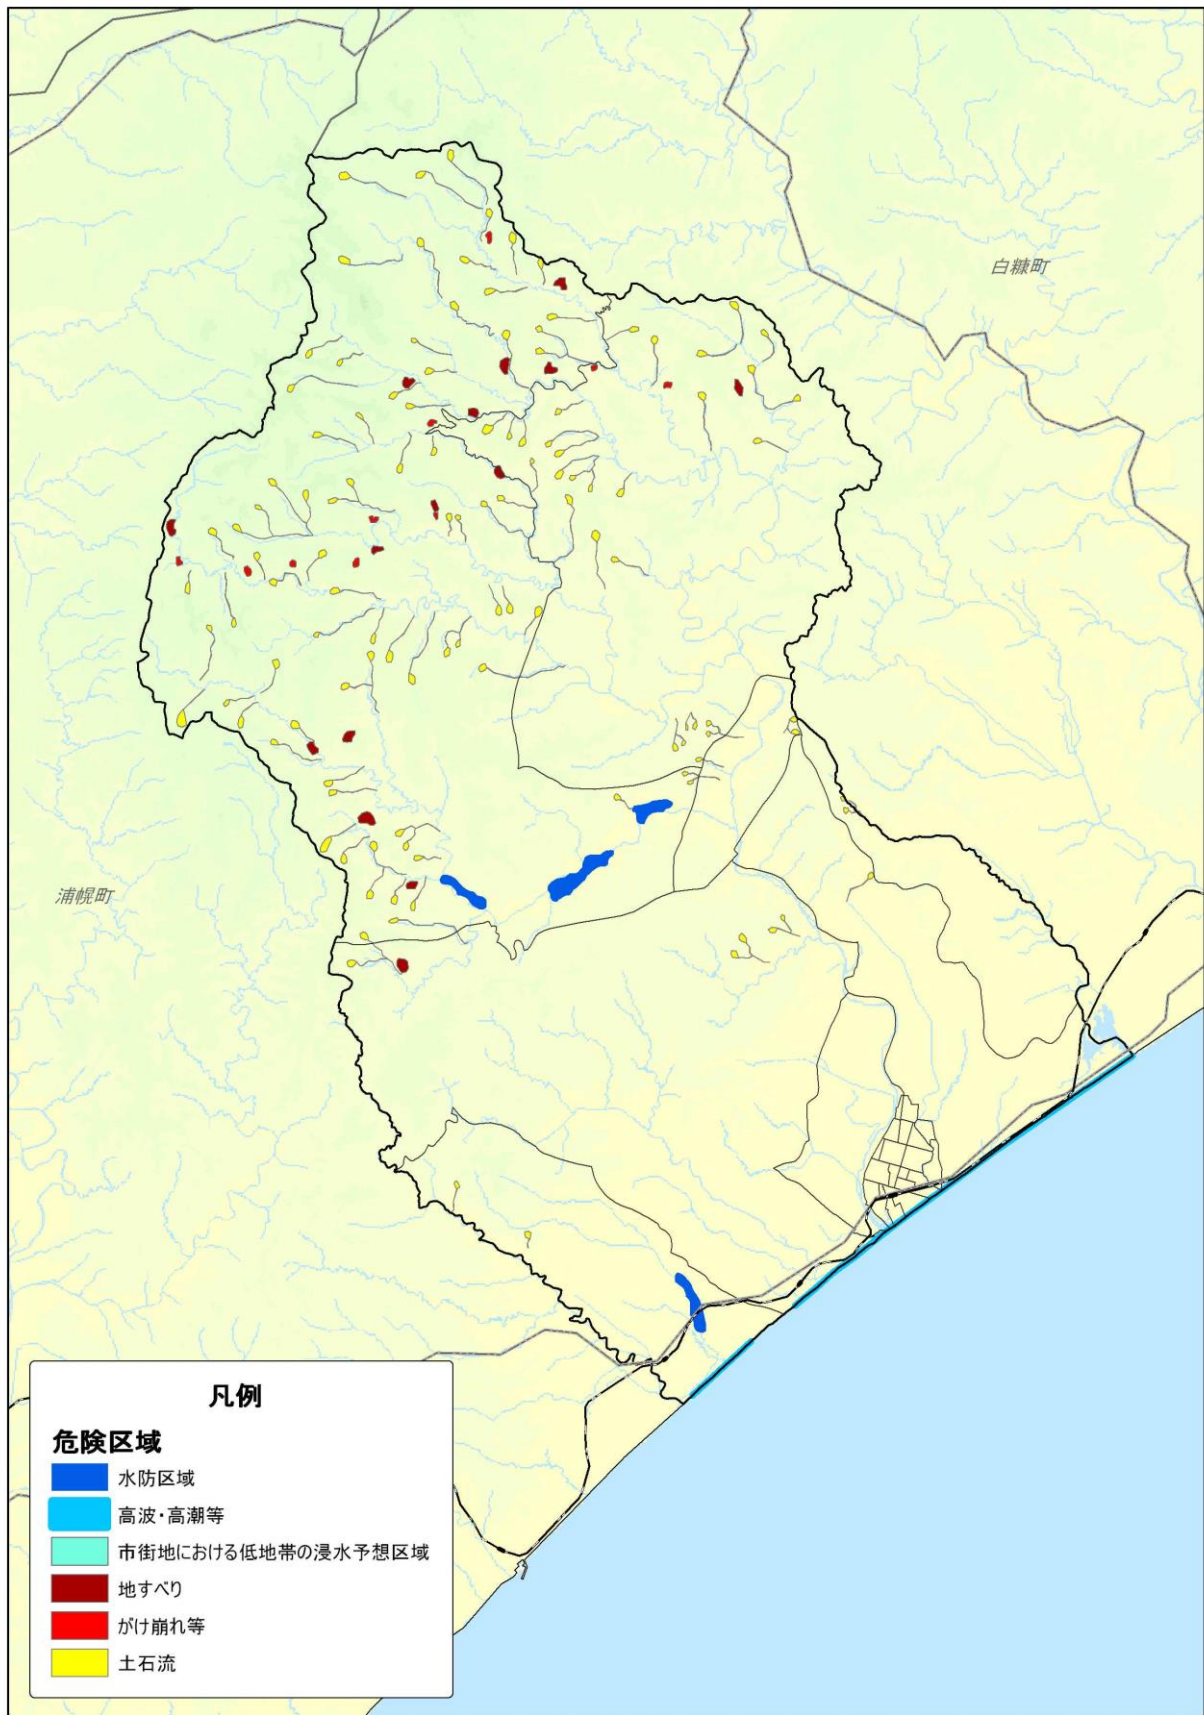 白糠町
浦幌町
凡例
危険区域
水防区域
高波・高潮等
市街地における低地帯の浸水予想区域
地すべり
がけ崩れ等
土石流